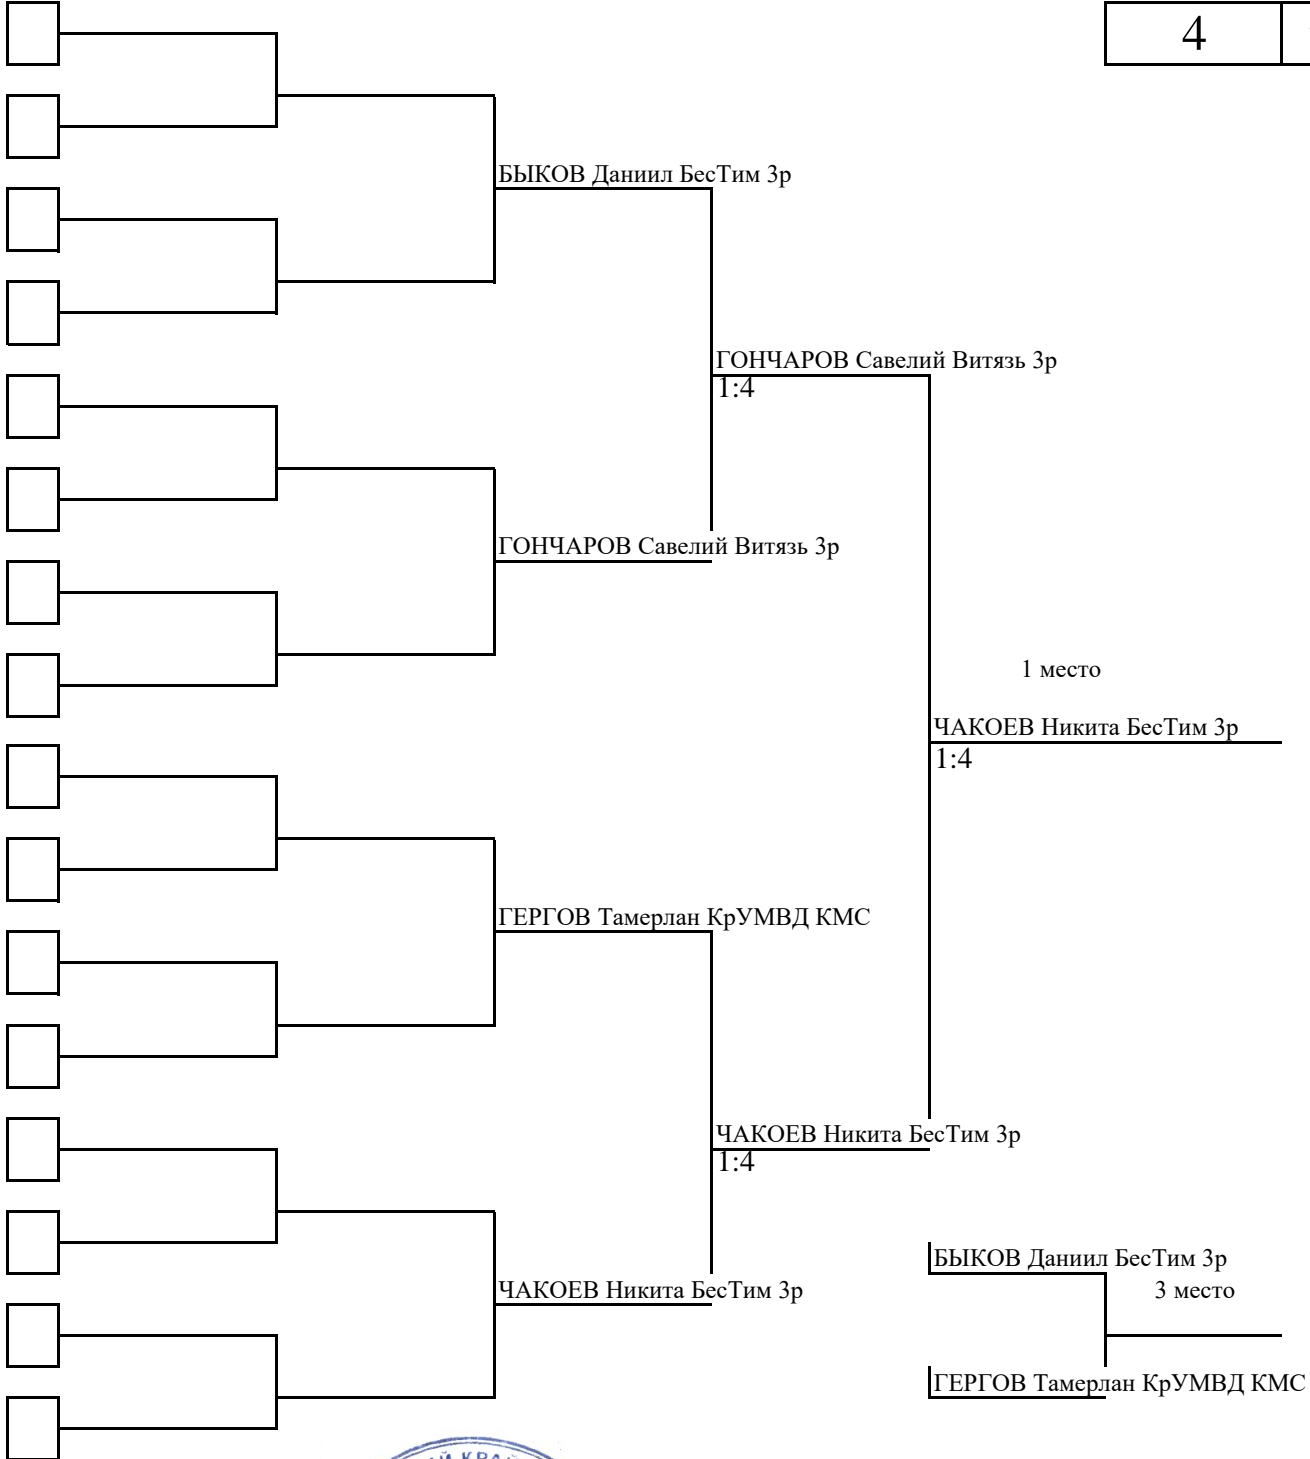 4
БЫКОВ Даниил БесТим 3р
ГОНЧАРОВ Савелий Витязь 3р
1:4
ГОНЧАРОВ Савелий Витязь 3р
1 место
ЧАКОЕВ Никита БесТим 3р
1:4
ГЕРГОВ Тамерлан КрУМВД КМС
ЧАКОЕВ Никита БесТим 3р
1:4
БЫКОВ Даниил БесТим 3р
ЧАКОЕВ Никита БесТим 3р
3 место
ГЕРГОВ Тамерлан КрУМВД КМС